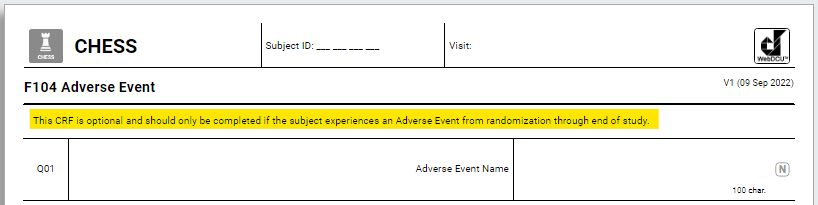 CHESS
CHESS
Subject ID: ___ ___ ___ ___
Visit:
WebDCU™
F104 Adverse Event
V1 (09 Sep 2022)
This CRF is optional and should only be completed if the subject experiences an Adverse Event from randomization through end of study.
Q01
Adverse Event Name
N
100 char.